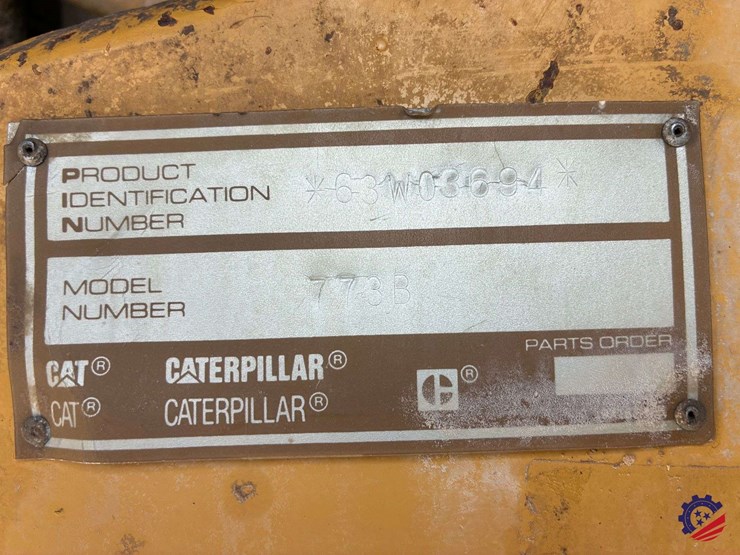 PRODUCT
IDENTIFICATION
NUMBER
*63W03694*
MODEL
NUMBER
773B
PARTS ORDER
CAT® CATERPILLAR®
CAT® CATERPILLAR®
C ®